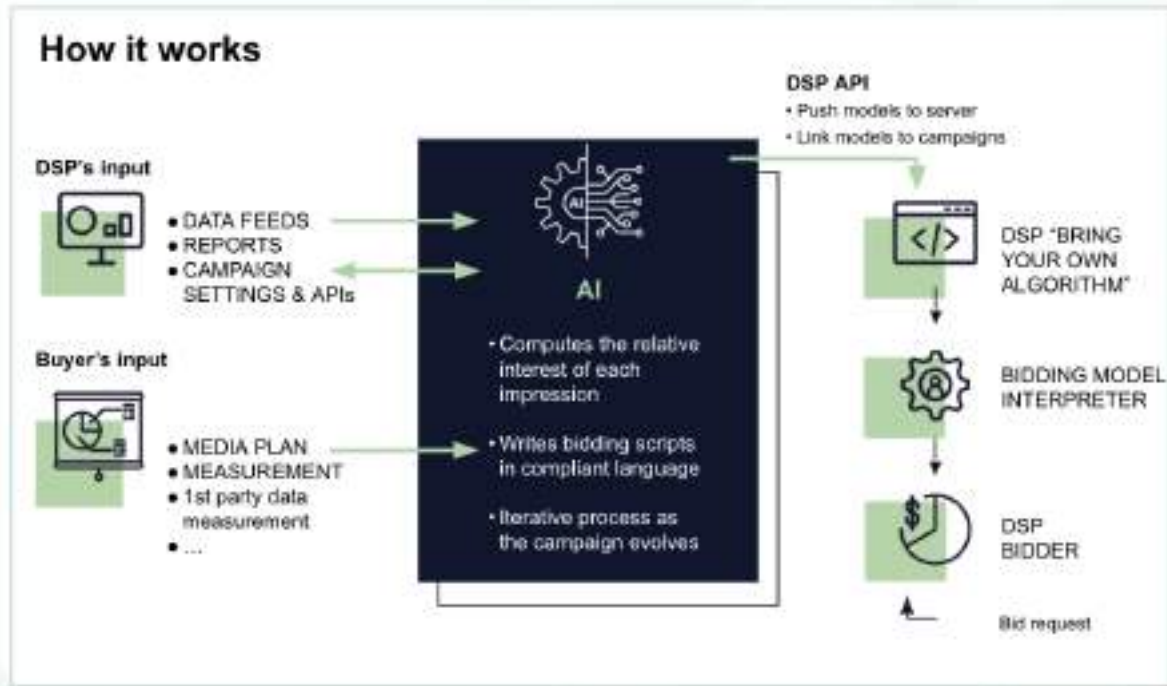 How it works
DSP API
• Push models to server
• Link models to campaigns
DSP's input
● DATA FEEDS
● REPORTS
● CAMPAIGN
SETTINGS & APIs
Buyer's input
● MEDIA PLAN
● MEASUREMENT
● 1st party data
measurement
● ...
AI
AI
• Computes the relative
interest of each
impression
• Writes bidding scripts
in compliant language
• Iterative process as
the campaign evolves
</>
DSP "BRING
YOUR OWN
ALGORITHM"
BIDDING MODEL
INTERPRETER
$
DSP
BIDDER
Bid request